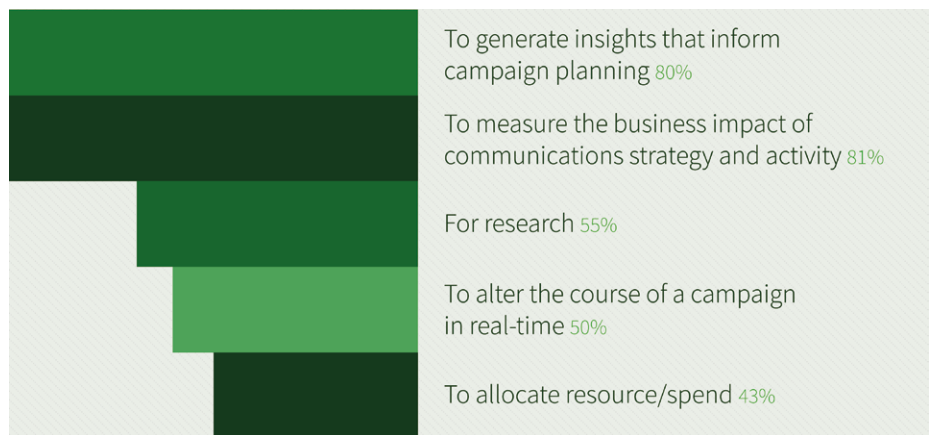 To generate insights that inform
campaign planning 80%
To measure the business impact of
communications strategy and activity 81%
For research 55%
To alter the course of a campaign
in real-time 50%
To allocate resource/spend 43%